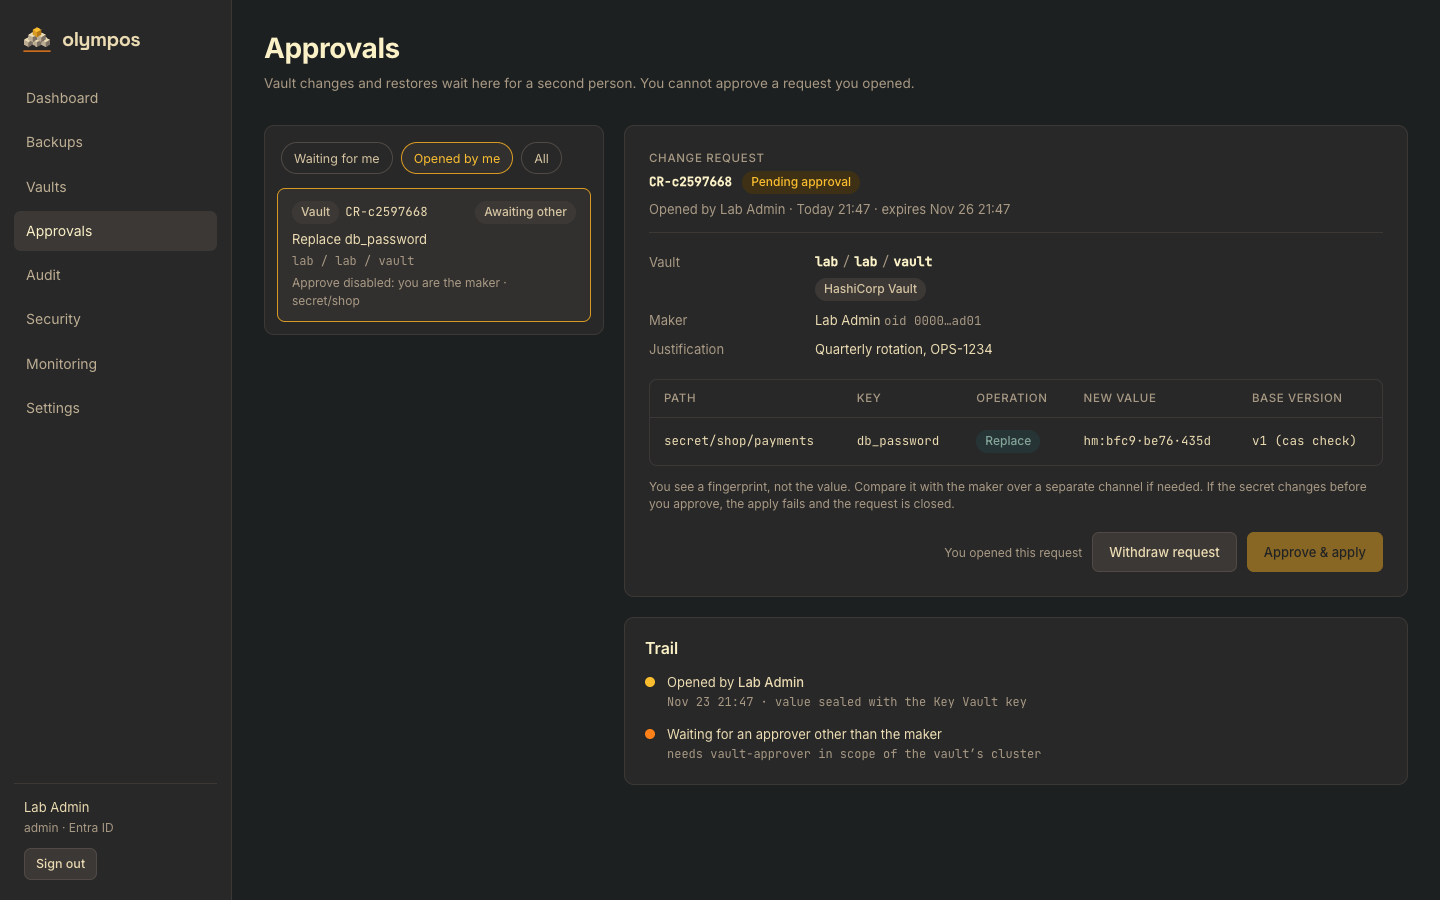 olympos
Dashboard
Backups
Vaults
Approvals
Audit
Security
Monitoring
Settings
Lab Admin
admin · Entra ID
Sign out
Approvals
Vault changes and restores wait here for a second person. You cannot approve a request you opened.
Waiting for me
Opened by me
All
Vault CR-c2597668 Awaiting other
Replace db_password
lab / lab / vault
Approve disabled: you are the maker ·
secret/shop
CHANGE REQUEST
CR-c2597668 Pending approval
Opened by Lab Admin · Today 21:47 · expires Nov 26 21:47
Vault lab / lab / vault
HashiCorp Vault
Maker Lab Admin oid 0000…ad01
Justification Quarterly rotation, OPS-1234
PATH KEY OPERATION NEW VALUE BASE VERSION
secret/shop/payments db_password Replace hm:bfc9·be76·435d v1 (cas check)
You see a fingerprint, not the value. Compare it with the maker over a separate channel if needed. If the secret changes before
you approve, the apply fails and the request is closed.
You opened this request Withdraw request Approve & apply
Trail
Opened by Lab Admin
Nov 23 21:47 · value sealed with the Key Vault key
Waiting for an approver other than the maker
needs vault-approver in scope of the vault’s cluster